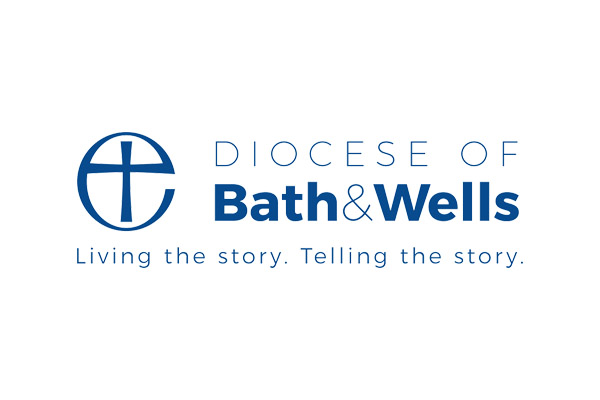 DIOCESE OF
Bath&Wells
Living the story. Telling the story.